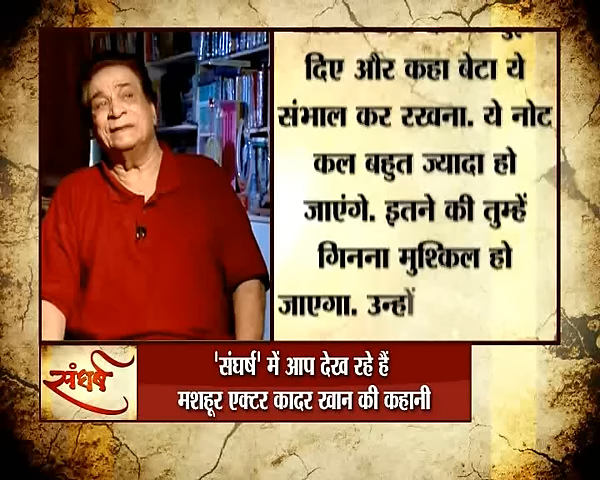 दिए और कहा बेटा ये
संभाल कर रखना. ये नोट
कल बहुत ज्यादा हो
जाएंगे. इतने की तुम्हें
गिनना मुश्किल हो
जाएगा. उन्हों
संघर्ष
'संघर्ष' में आप देख रहे हैं
मशहूर एक्टर कादर खान की कहानी